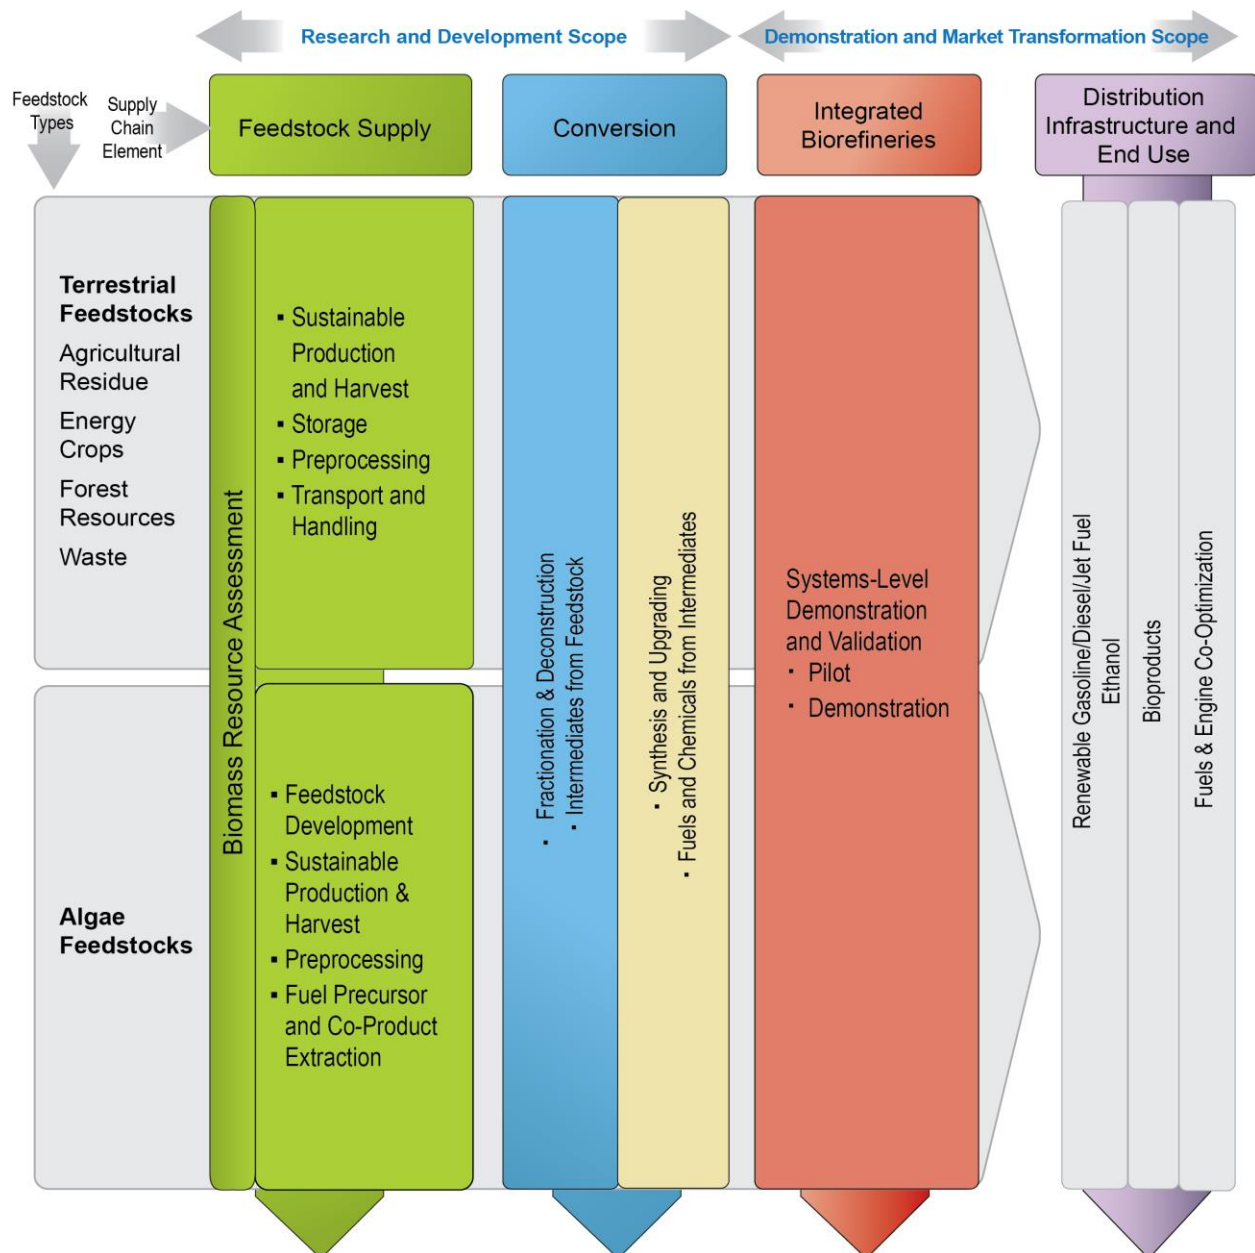 Research and Development Scope
Demonstration and Market Transformation Scope
Feedstock
Types
Supply
Chain
Element
Feedstock Supply
Conversion
Integrated
Biorefineries
Distribution
Infrastructure and
End Use
Terrestrial
Feedstocks
Agricultural
Residue
Energy
Crops
Forest
Resources
Waste
Algae
Feedstocks
Biomass Resource Assessment
▪ Sustainable
Production
and Harvest
▪ Storage
▪ Preprocessing
▪ Transport and
Handling
▪ Feedstock
Development
▪ Sustainable
Production &
Harvest
▪ Preprocessing
▪ Fuel Precursor
and Co-Product
Extraction
▪ Fractionation & Deconstruction
▪ Intermediates from Feedstock
▪ Synthesis and Upgrading
▪ Fuels and Chemicals from Intermediates
Systems-Level
Demonstration
and Validation
▪ Pilot
▪ Demonstration
Renewable Gasoline/Diesel/Jet Fuel
Ethanol
Bioproducts
Fuels & Engine Co-Optimization